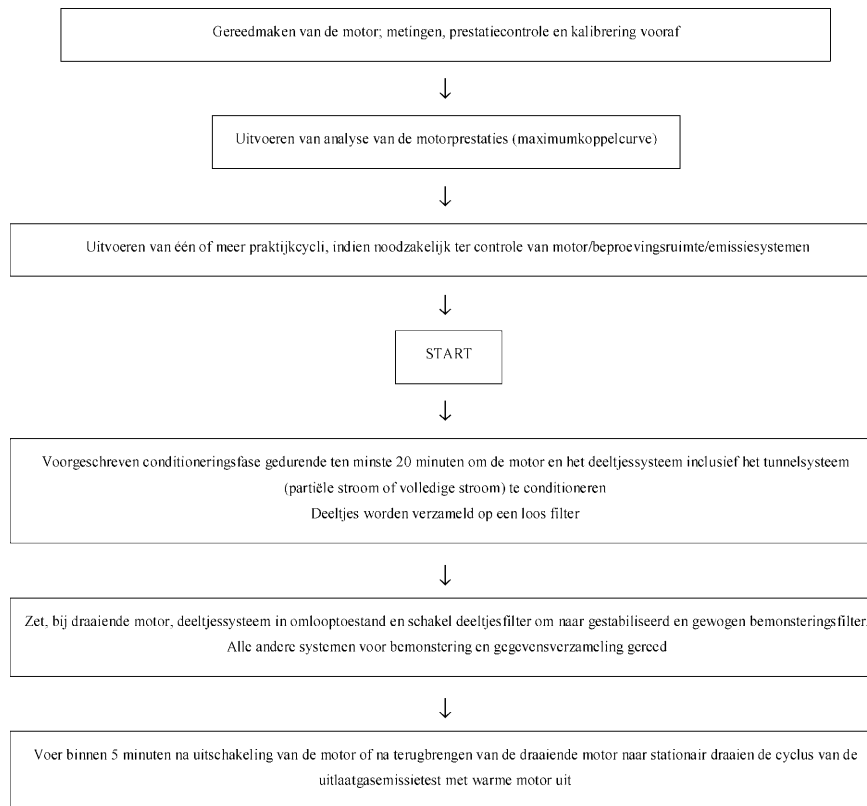 Gereedmaken van de motor; metingen, prestatiecontrole en kalibrering vooraf
Uitvoeren van analyse van de motorprestaties (maximumkoppelcurve)
Uitvoeren van één of meer praktijkcycli, indien noodzakelijk ter controle van motor/beproevingsruimte/emissiesystemen
START
Voorgeschreven conditioneringsfase gedurende ten minste 20 minuten om de motor en het deeltjessysteem inclusief het tunnelsysteem
(partiële stroom of volledige stroom) te conditioneren
Deeltjes worden verzameld op een loos filter
Zet, bij draaiende motor, deeltjessysteem in omlooptoestand en schakel deeltjesfilter om naar gestabiliseerd en gewogen bemonsteringsfilter.
Alle andere systemen voor bemonstering en gegevensverzameling gereed
Voer binnen 5 minuten na uitschakeling van de motor of na terugbrengen van de draaiende motor naar stationair draaien de cyclus van de
uitlaatgasemissietest met warme motor uit